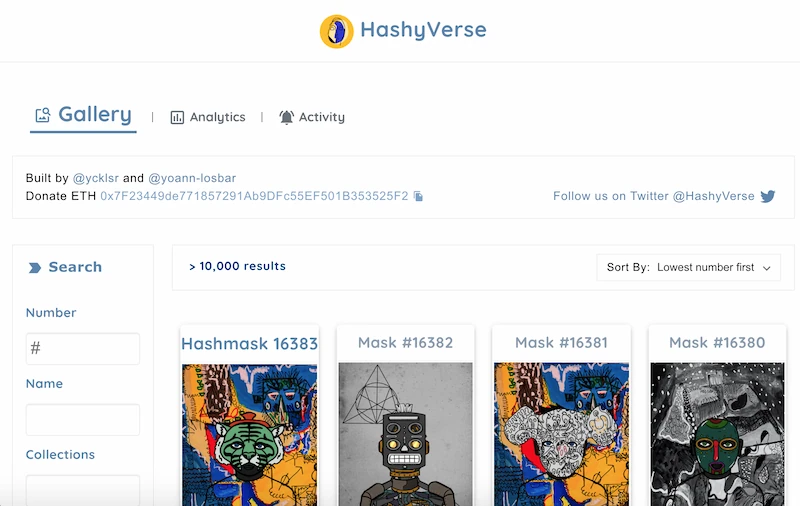 HashyVerse
Gallery | Analytics | Activity
Built by @ycklsr and @yoann-losbar
Donate ETH 0x7F23449de771857291Ab9DFc55EF501B353525F2
Follow us on Twitter @HashyVerse
Search
> 10,000 results
Sort By: Lowest number first
Number
#
Name
Collections
Hashmask 16383
Mask #16382
Mask #16381
Mask #16380